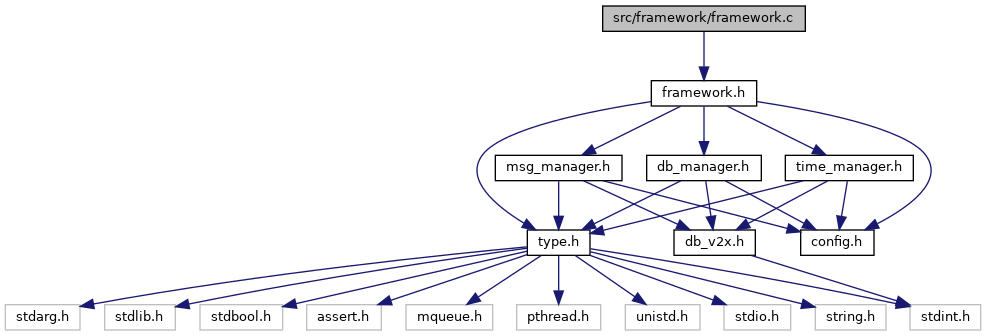 src/framework/framework.c
framework.h
msg_manager.h
db_manager.h
time_manager.h
type.h
db_v2x.h
config.h
stdarg.h
stdlib.h
stdbool.h
assert.h
mqueue.h
pthread.h
unistd.h
stdio.h
string.h
stdint.h